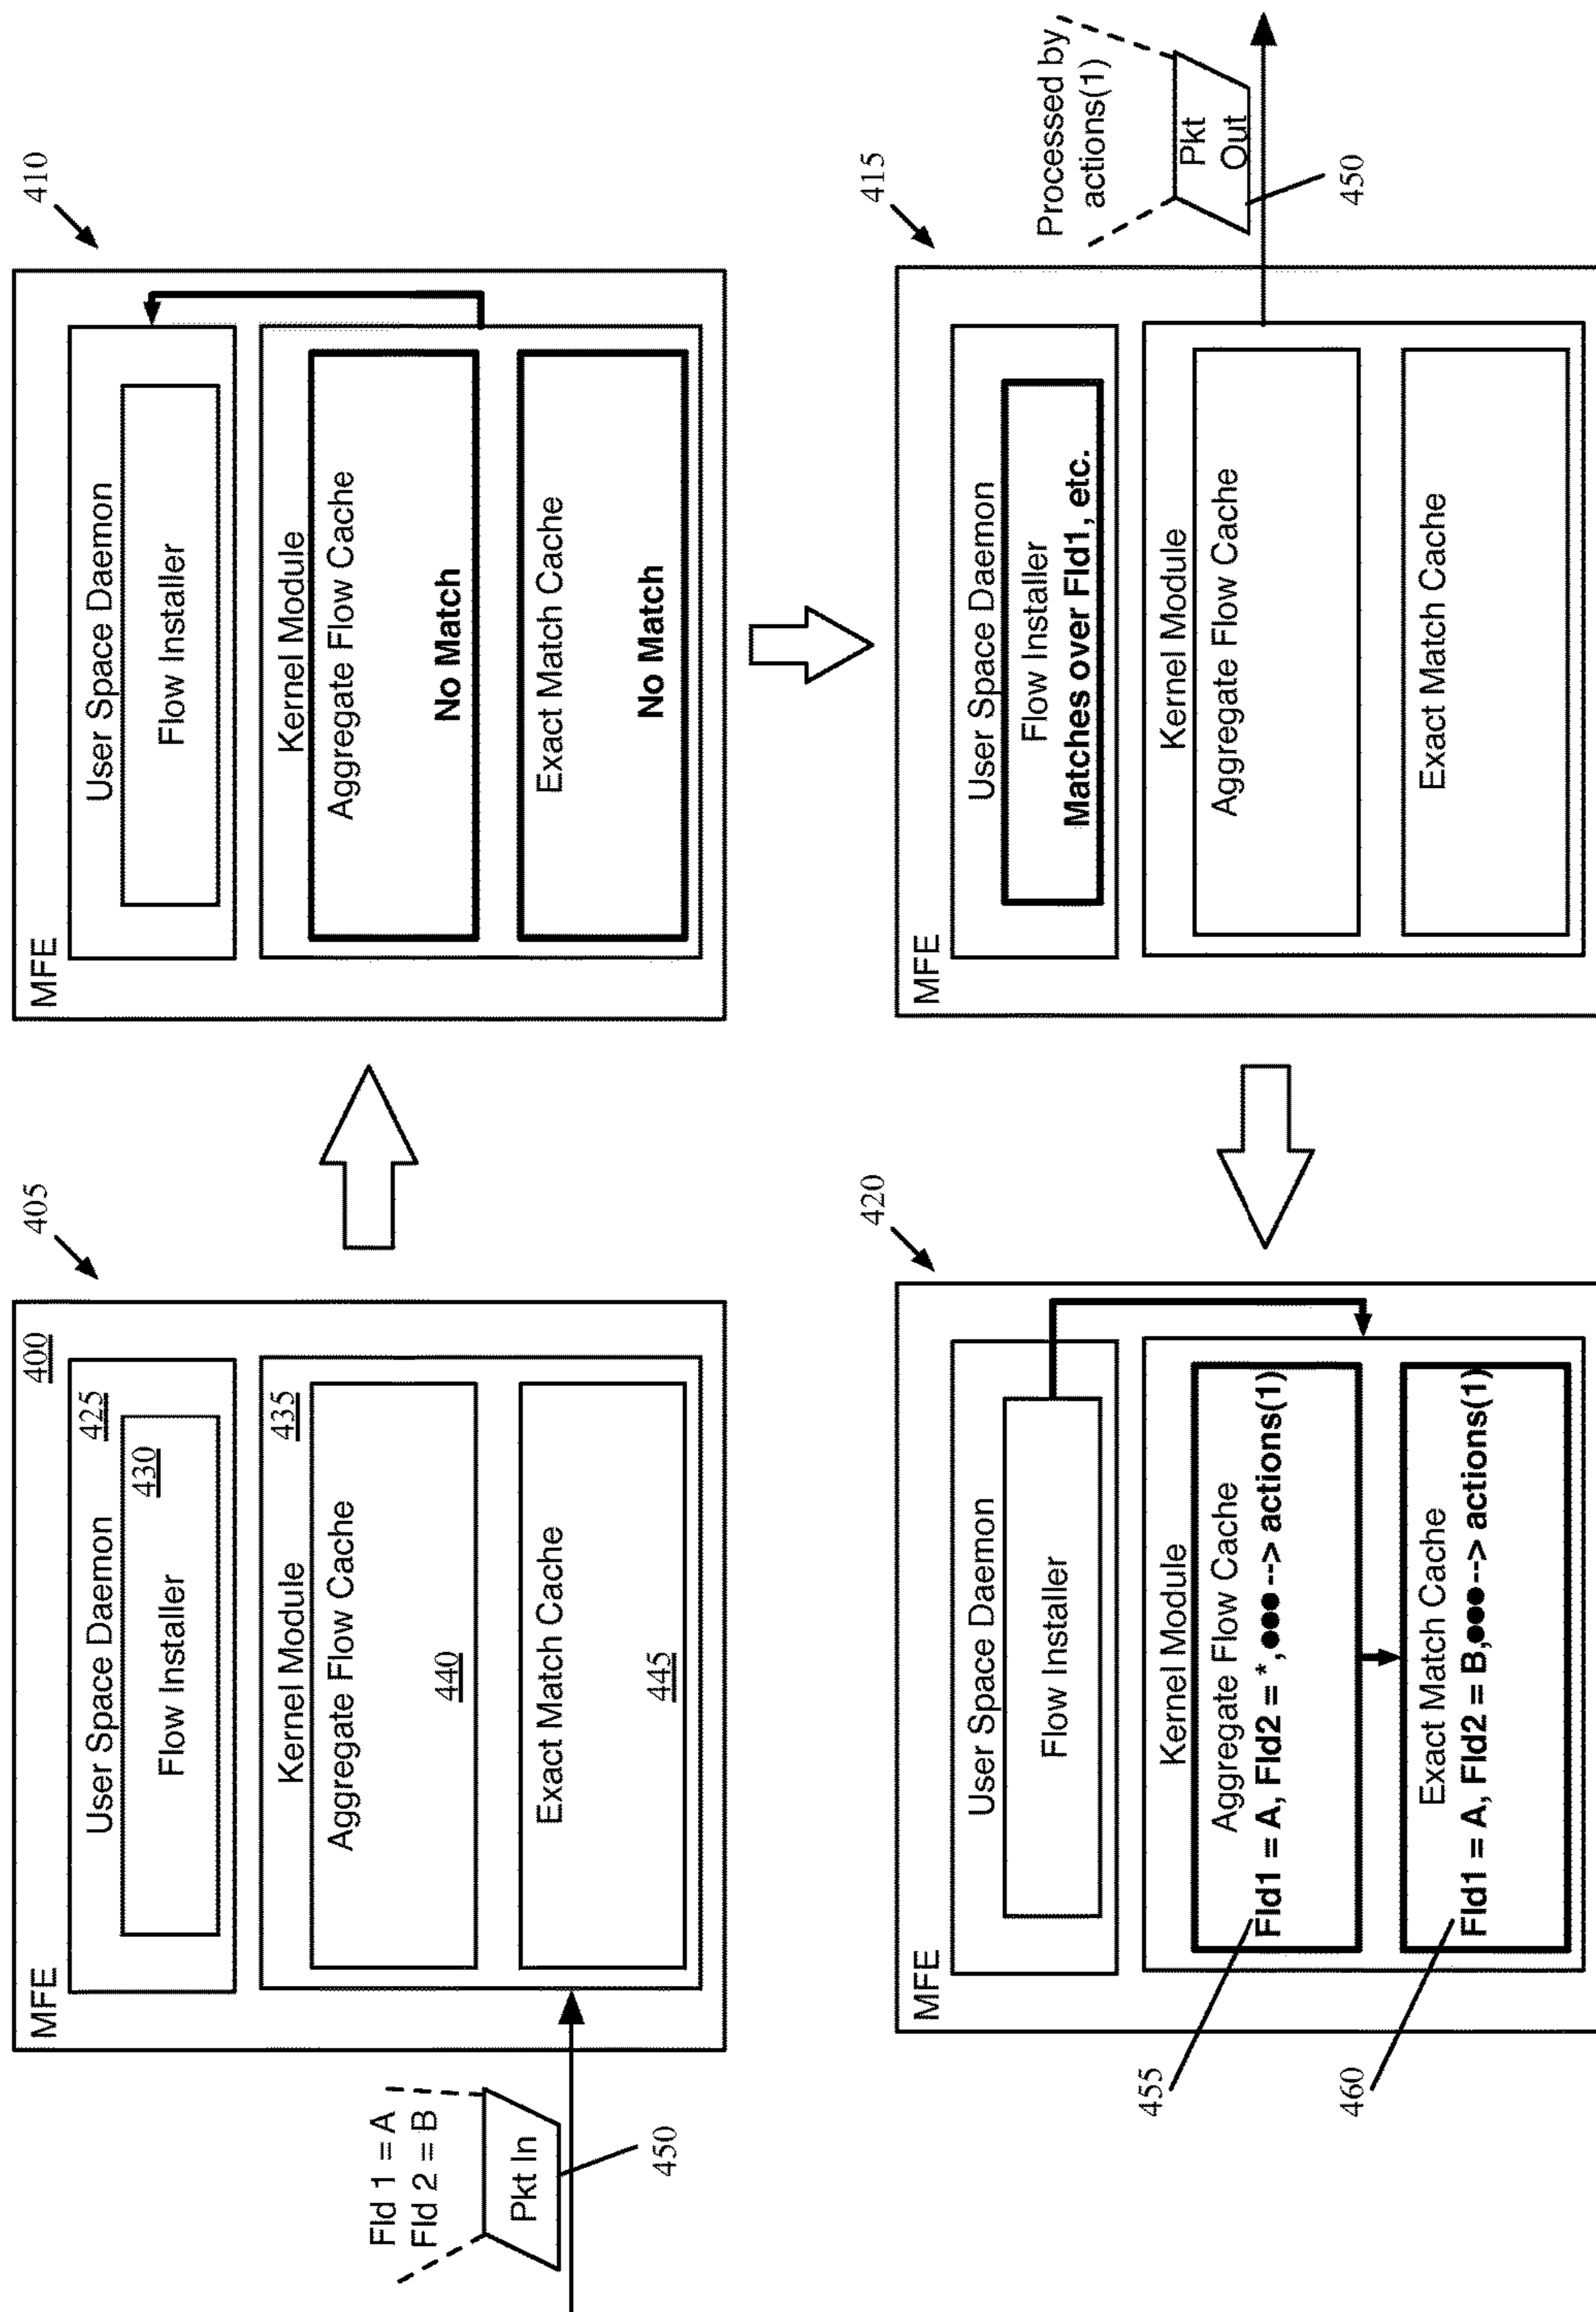 405
MFE
400
User Space Daemon
425
Flow Installer
430
Kernel Module
435
Aggregate Flow Cache
440
Exact Match Cache
445
Fld 1 = A
Fld 2 = B
Pkt In
450
410
MFE
User Space Daemon
Flow Installer
Kernel Module
Aggregate Flow Cache
No Match
Exact Match Cache
No Match
415
MFE
User Space Daemon
Flow Installer
Matches over Fld1, etc.
Kernel Module
Aggregate Flow Cache
Exact Match Cache
Processed by
actions(1)
Pkt
Out
450
420
MFE
User Space Daemon
Flow Installer
Kernel Module
Aggregate Flow Cache
Fld1 = A, Fld2 = *,●●●--> actions(1)
455
Exact Match Cache
Fld1 = A, Fld2 = B,●●●--> actions(1)
460